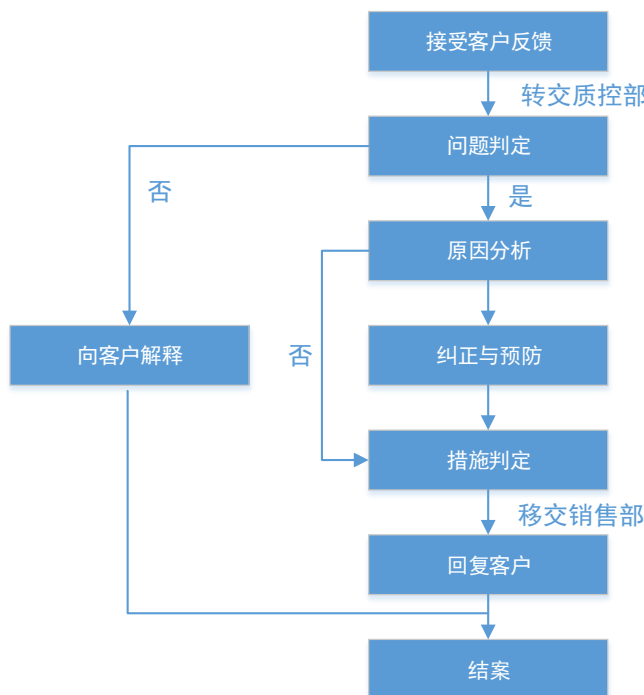 接受客户反馈
转交质控部
问题判定
否
是
原因分析
向客户解释
否
纠正与预防
措施判定
移交销售部
回复客户
结案